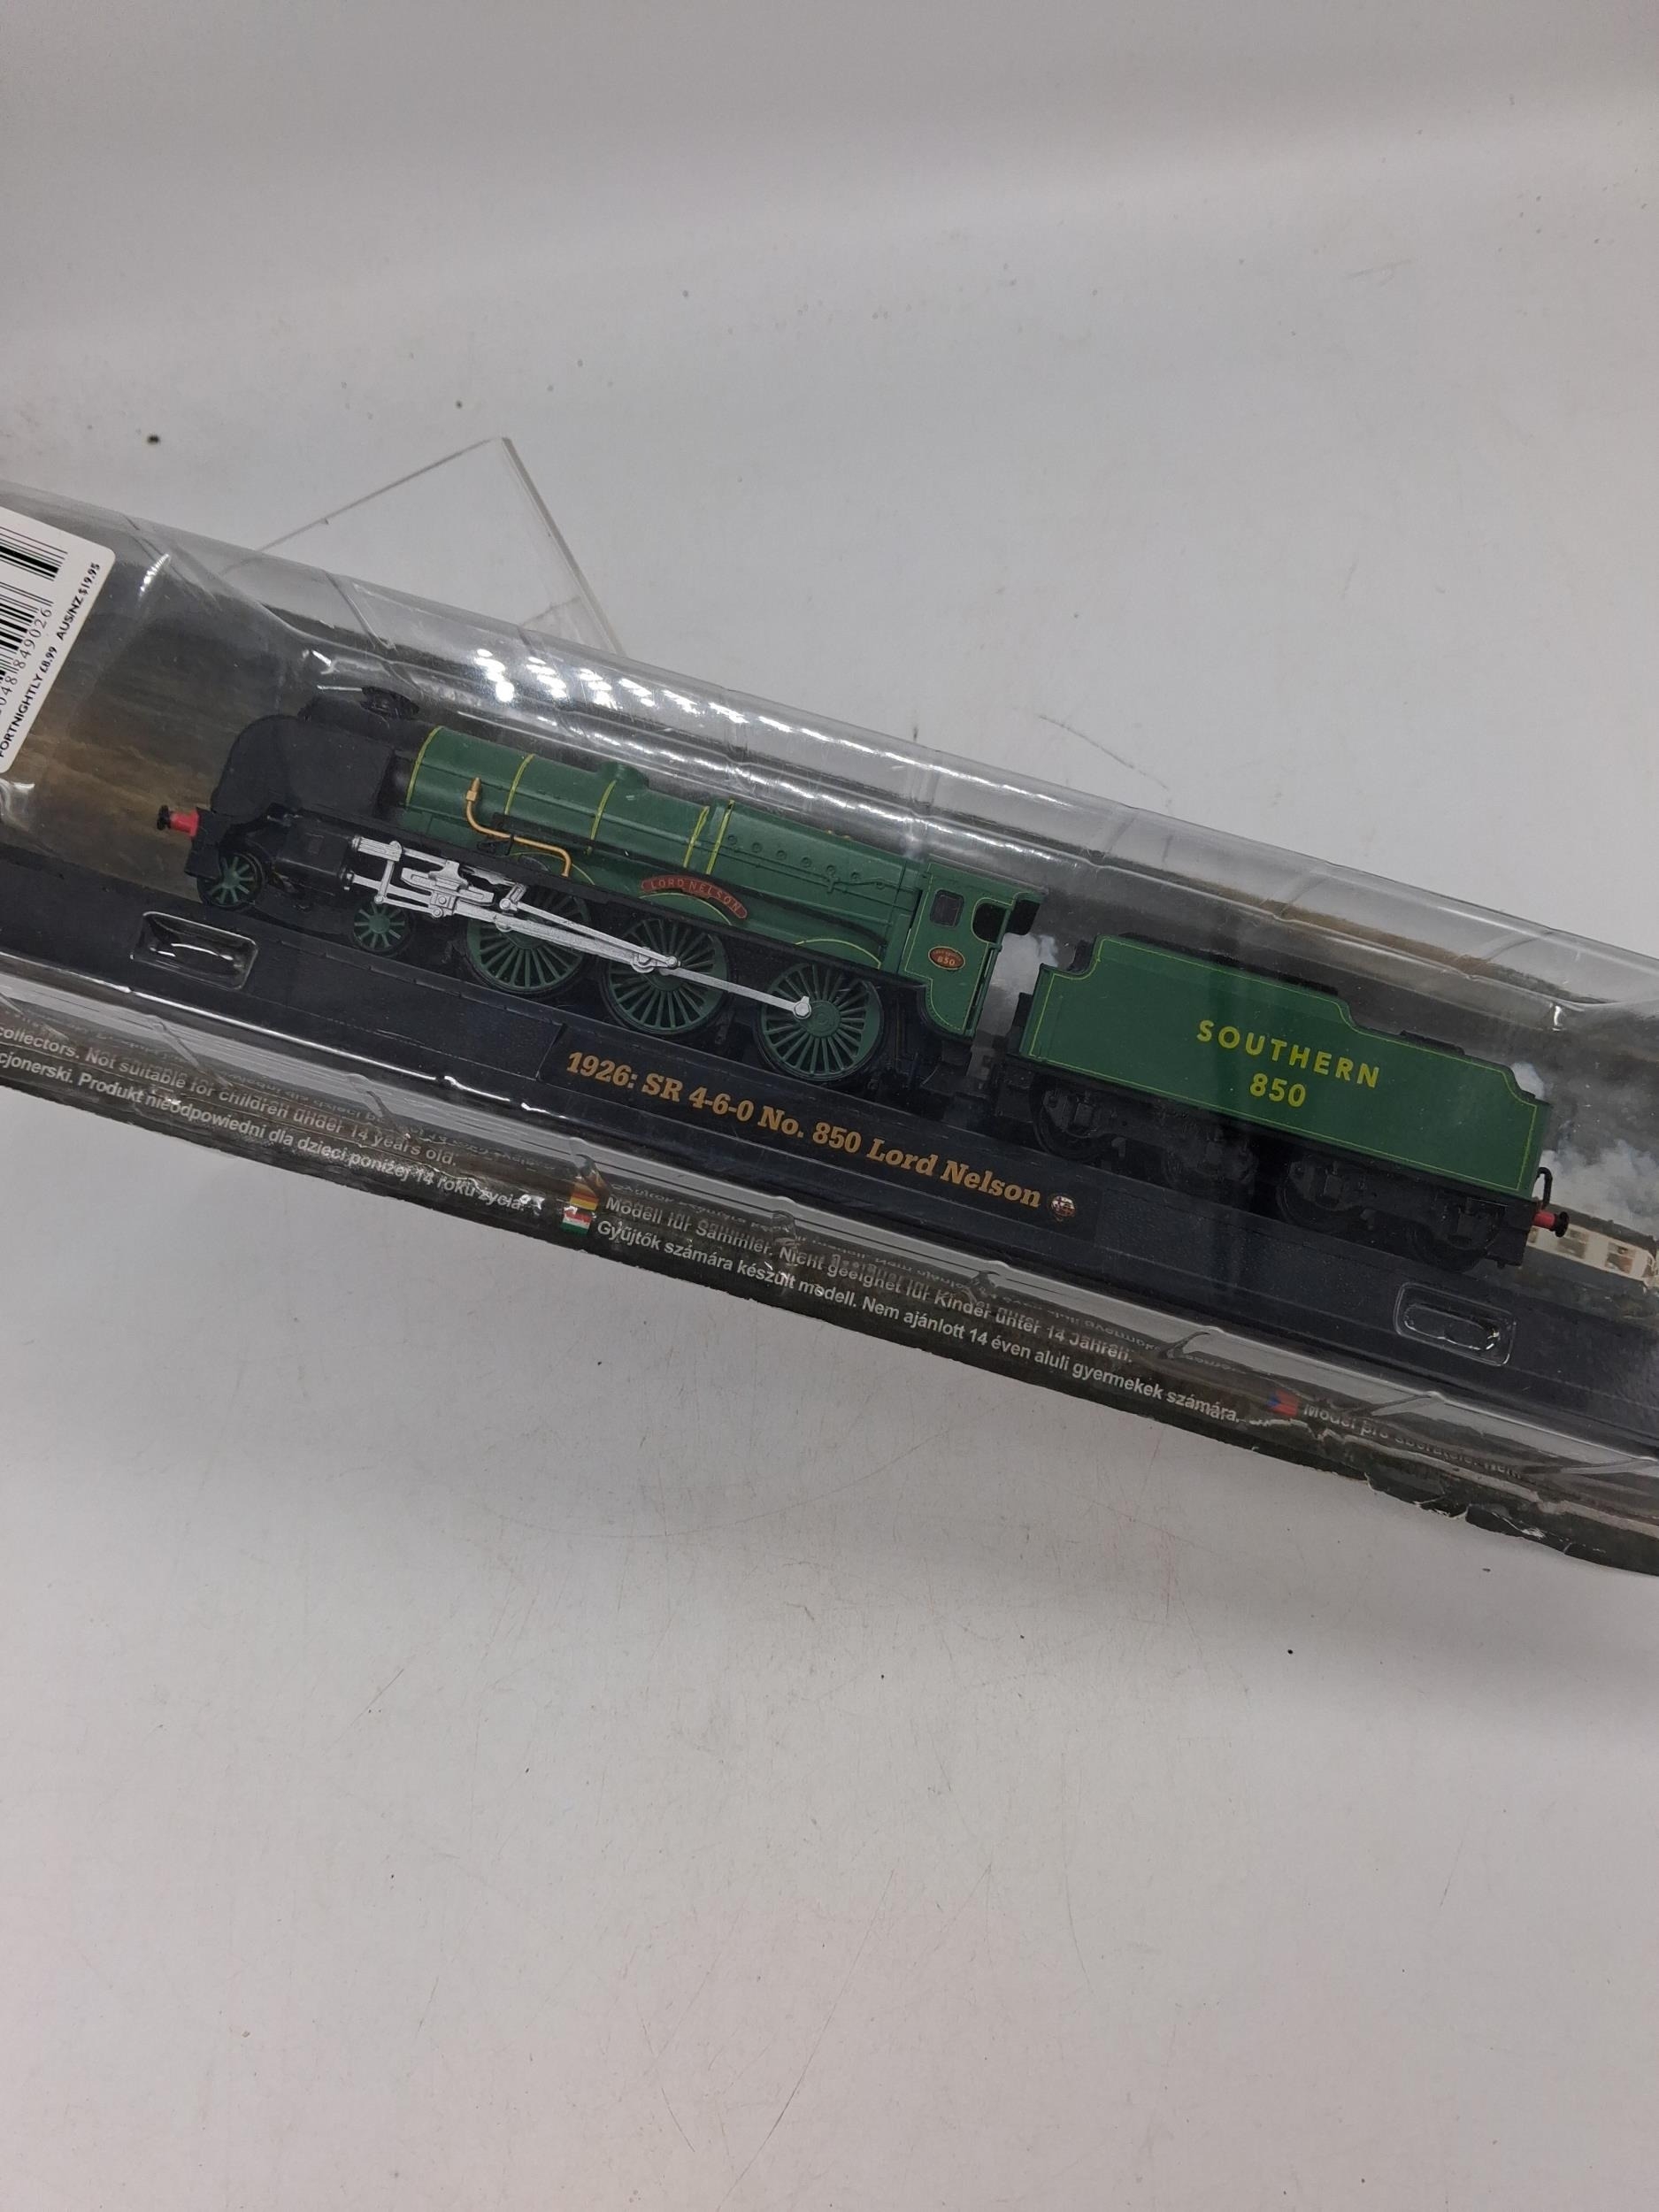 849026
FORTNIGHTLY £8.99 AUS/NZ $19.95
LORD NELSON
850
SOUTHERN
850
1926: SR 4-6-0 No. 850 Lord Nelson
collectors. Not suitable for children under 14 years old.
Produkt nieodpowiedni dla dzieci poniżej 14 roku życia.
Modell für Sammler. Nicht geeignet für Kinder unter 14 Jahren.
Gyűjtők számára készült modell. Nem ajánlott 14 éven aluli gyermekek számára.
Model pro